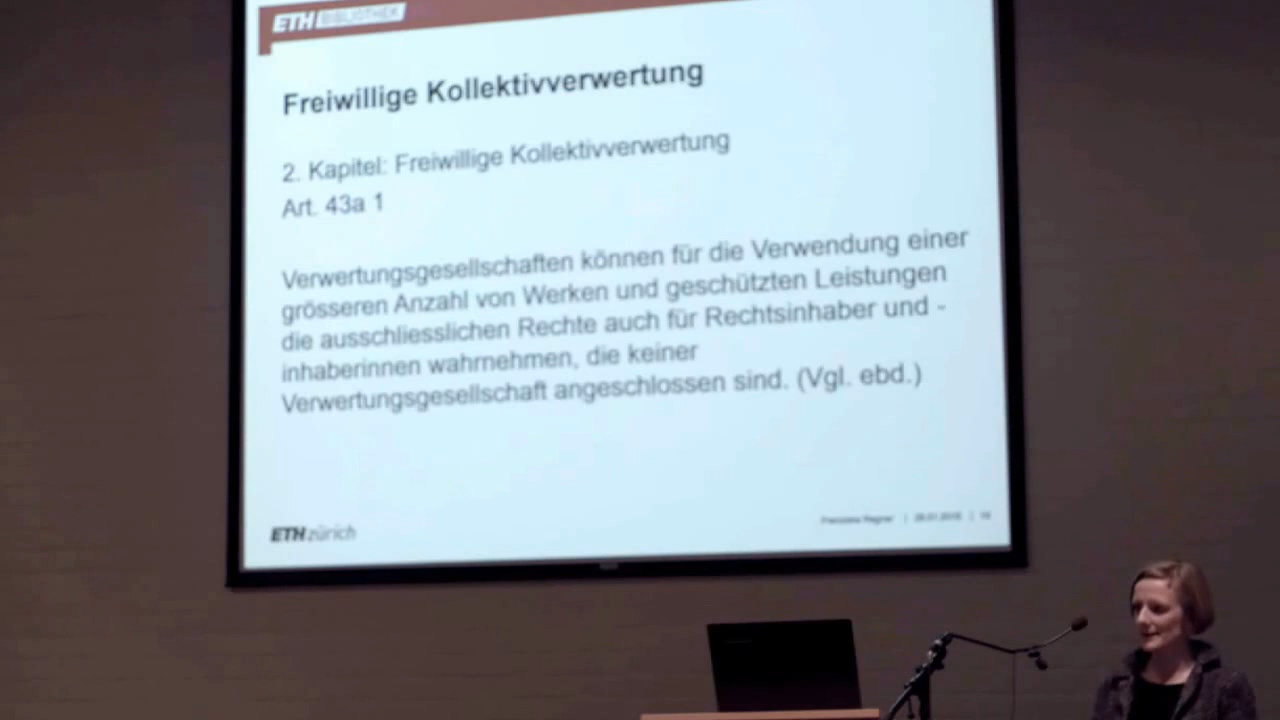 ETH BIBLIOTHEK
Freiwillige Kollektivverwertung
2. Kapitel: Freiwillige Kollektivverwertung
Art. 43a 1
Verwertungsgesellschaften können für die Verwendung einer
grösseren Anzahl von Werken und geschützten Leistungen
die ausschliesslichen Rechte auch für Rechtsinhaber und -
inhaberinnen wahrnehmen, die keiner
Verwertungsgesellschaft angeschlossen sind. (Vgl. ebd.)
ETH zürich